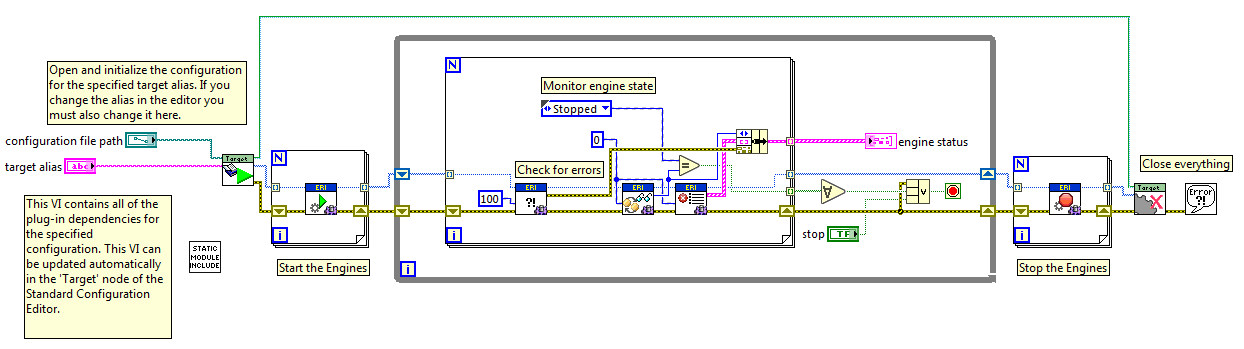 Open and initialize the configuration
for the specified target alias. If you
change the alias in the editor you
must also change it here.
configuration file path
target alias
abc
Target
This VI contains all of the
plug-in dependencies for
the specified
configuration. This VI can
be updated automatically
in the 'Target' node of the
Standard Configuration
Editor.
STATIC
MODULE
INCLUDE
N
ERI
i
Start the Engines
N
Monitor engine state
Stopped
0
Check for errors
100
ERI
?!
ERI
ERI
=
i
i
engine status
stop
TF
V
N
ERI
i
Stop the Engines
Close everything
Target
Error
?!